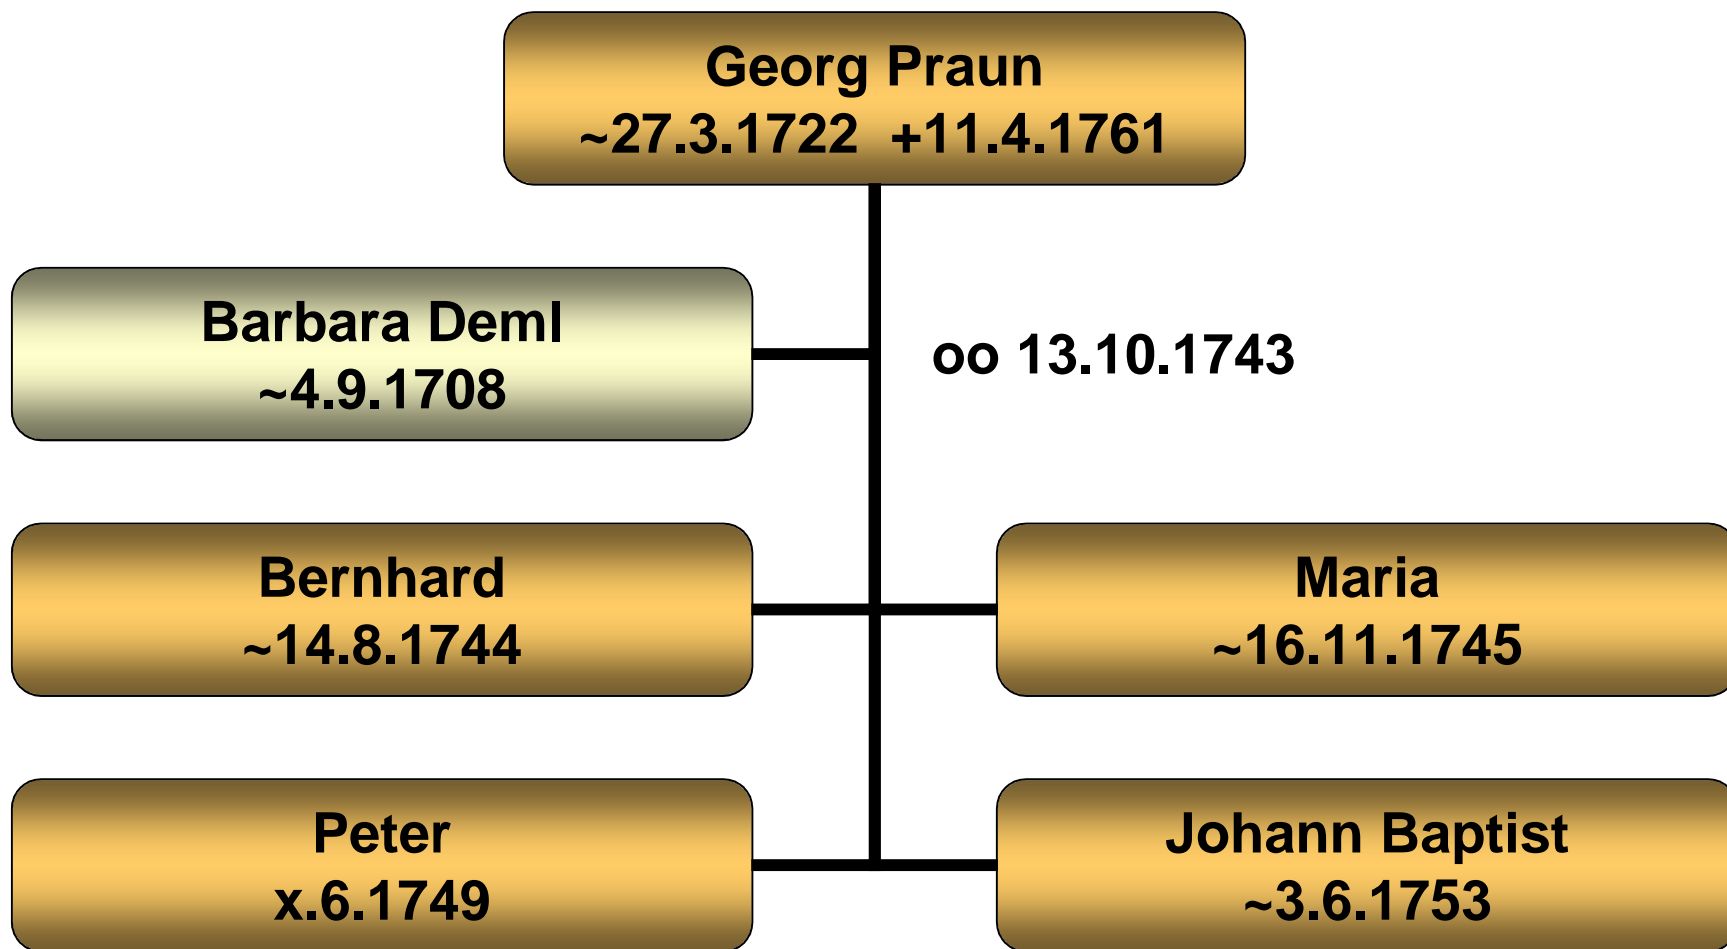 Georg Praun
~27.3.1722 +11.4.1761
Barbara Deml
~4.9.1708
oo 13.10.1743
Bernhard
~14.8.1744
Maria
~16.11.1745
Peter
x.6.1749
Johann Baptist
~3.6.1753